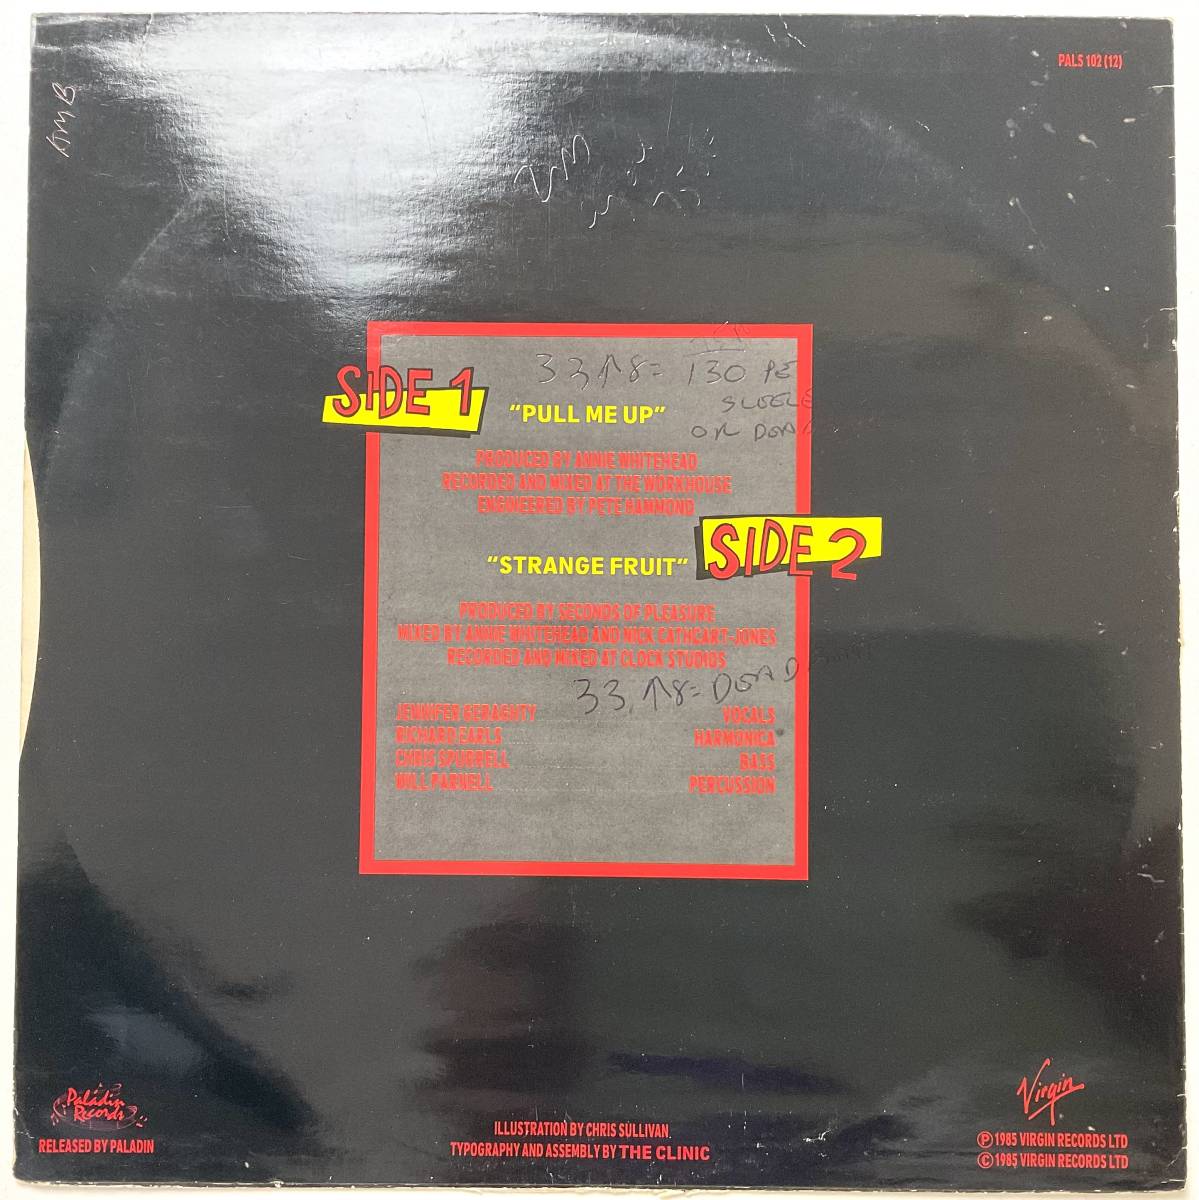 PALS 102 (12)
AMB
33↑8= 130 PE
SIDE 1
"PULL ME UP"
OR
PRODUCED BY ANNIE WHITEHEAD
RECORDED AND MIXED AT THE WORKHOUSE
ENGINEERED BY PETE HAMMOND
SIDE 2
"STRANGE FRUIT"
PRODUCED BY SECONDS OF PLEASURE
MIXED BY ANNIE WHITEHEAD AND NICK CATHCART-JONES
RECORDED AND MIXED AT CLOCK STUDIOS
33 ↑8=
JENNIFER GERAGHTY VOCALS
RICHARD EARLS HARMONICA
CHRIS SPURRELL BASS
WILL PARNELL PERCUSSION
Paladin
Records
RELEASED BY PALADIN
ILLUSTRATION BY CHRIS SULLIVAN
TYPOGRAPHY AND ASSEMBLY BY THE CLINIC
Virgin
℗ 1985 VIRGIN RECORDS LTD
© 1985 VIRGIN RECORDS LTD